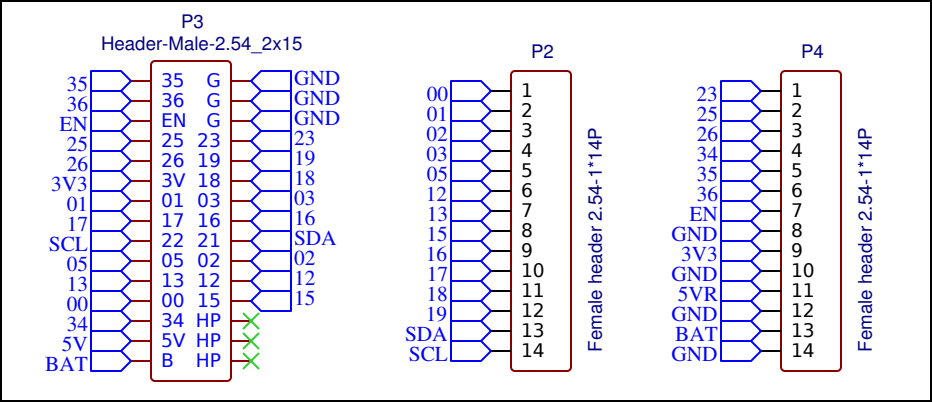 P3
Header-Male-2.54_2x15
35 35 G GND
36 36 G GND
EN EN G GND
25 25 23 23
26 26 19 19
3V3 3V 18 18
01 01 03 03
17 17 16 16
SCL 22 21 SDA
05 05 02 02
13 13 12 12
00 00 15 15
34 34 HP
5V 5V HP
BAT B HP
P2
00 1
01 2
02 3
03 4
05 5
12 6
13 7
15 8
16 9
17 10
18 11
19 12
SDA 13
SCL 14
Female header 2.54-1*14P
P4
23 1
25 2
26 3
34 4
35 5
36 6
EN 7
GND 8
3V3 9
GND 10
5VR 11
GND 12
BAT 13
GND 14
Female header 2.54-1*14P